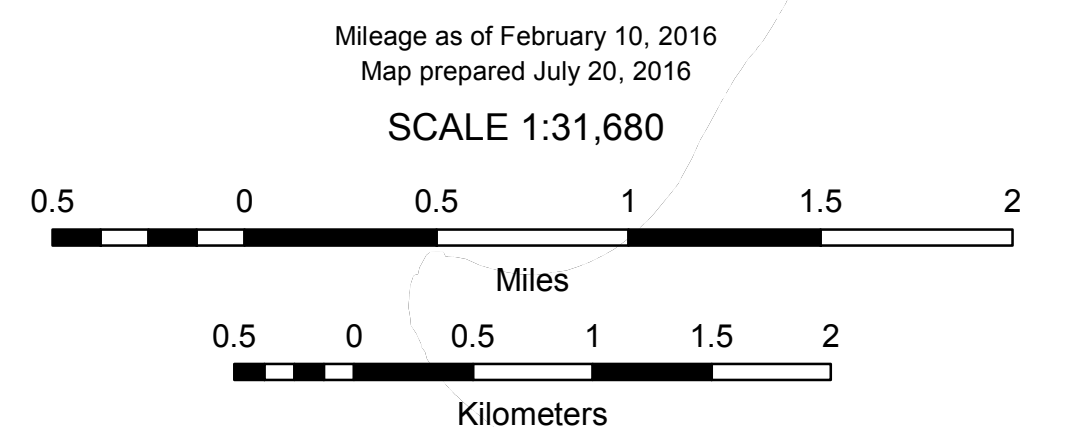 Mileage as of February 10, 2016
Map prepared July 20, 2016
SCALE 1:31,680
0.5 0 0.5 1 1.5 2
Miles
0.5 0 0.5 1 1.5 2
Kilometers